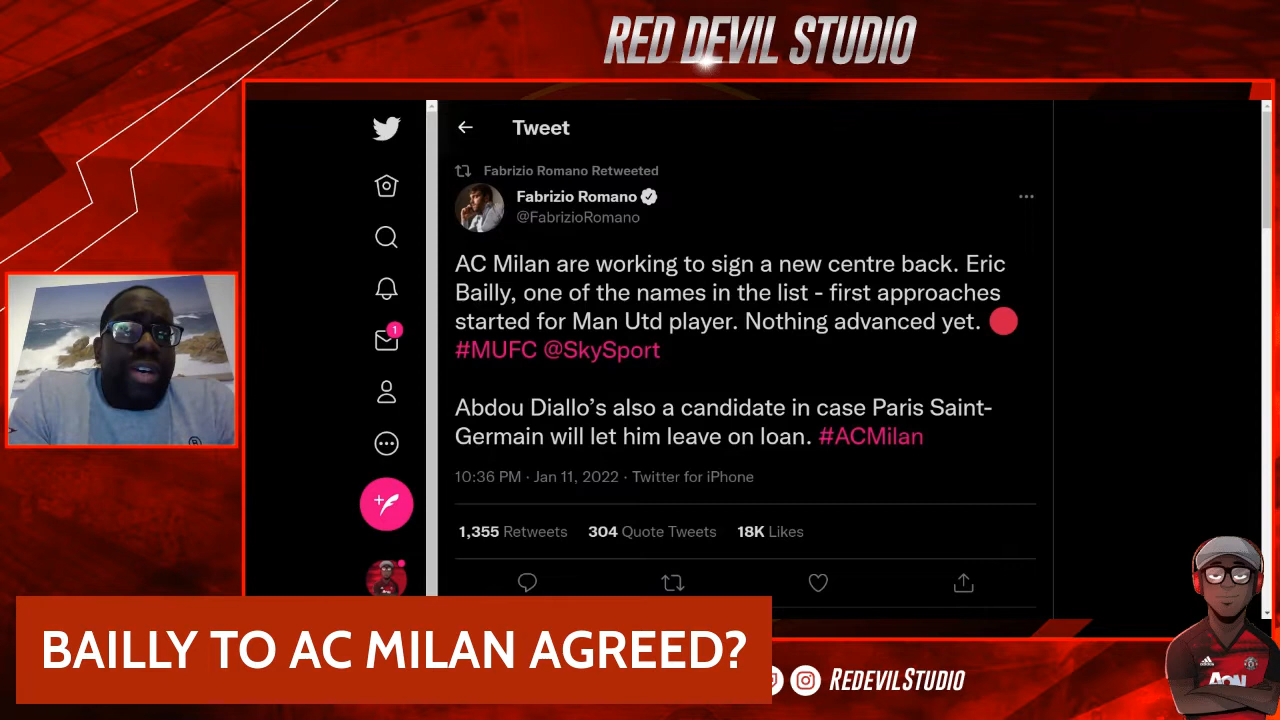 RED DEVIL STUDIO
Tweet
Fabrizio Romano Retweeted
Fabrizio Romano
@FabrizioRomano
AC Milan are working to sign a new centre back. Eric
Bailly, one of the names in the list - first approaches
started for Man Utd player. Nothing advanced yet.
#MUFC @SkySport
Abdou Diallo’s also a candidate in case Paris Saint-
Germain will let him leave on loan. #ACMilan
10:36 PM · Jan 11, 2022 · Twitter for iPhone
1,355 Retweets 304 Quote Tweets 18K Likes
1
BAILLY TO AC MILAN AGREED?
REDEVILSTUDIO
AON